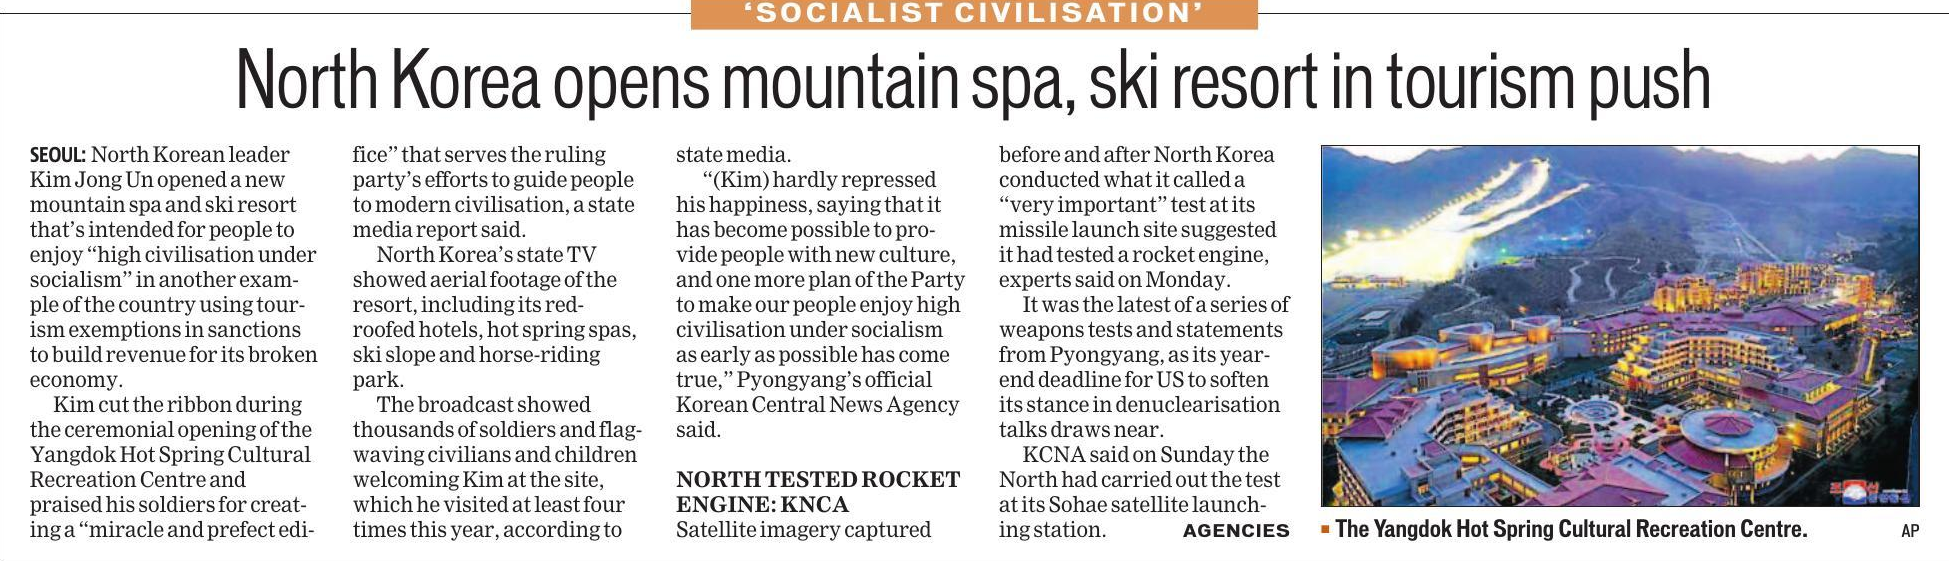 ‘SOCIALIST CIVILISATION’
North Korea opens mountain spa, ski resort in tourism push
SEOUL: North Korean leader
Kim Jong Un opened a new
mountain spa and ski resort
that’s intended for people to
enjoy “high civilisation under
socialism” in another exam-
ple of the country using tour-
ism exemptions in sanctions
to build revenue for its broken
economy.
Kim cut the ribbon during
the ceremonial opening of the
Yangdok Hot Spring Cultural
Recreation Centre and
praised his soldiers for creat-
ing a “miracle and prefect edi-
fice” that serves the ruling
party’s efforts to guide people
to modern civilisation, a state
media report said.
North Korea’s state TV
showed aerial footage of the
resort, including its red-
roofed hotels, hot spring spas,
ski slope and horse-riding
park.
The broadcast showed
thousands of soldiers and flag-
waving civilians and children
welcoming Kim at the site,
which he visited at least four
times this year, according to
state media.
“(Kim) hardly repressed
his happiness, saying that it
has become possible to pro-
vide people with new culture,
and one more plan of the Party
to make our people enjoy high
civilisation under socialism
as early as possible has come
true,” Pyongyang’s official
Korean Central News Agency
said.
NORTH TESTED ROCKET
ENGINE: KNCA
Satellite imagery captured
before and after North Korea
conducted what it called a
“very important” test at its
missile launch site suggested
it had tested a rocket engine,
experts said on Monday.
It was the latest of a series of
weapons tests and statements
from Pyongyang, as its year-
end deadline for US to soften
its stance in denuclearisation
talks draws near.
KCNA said on Sunday the
North had carried out the test
at its Sohae satellite launch-
ing station. AGENCIES
The Yangdok Hot Spring Cultural Recreation Centre. AP